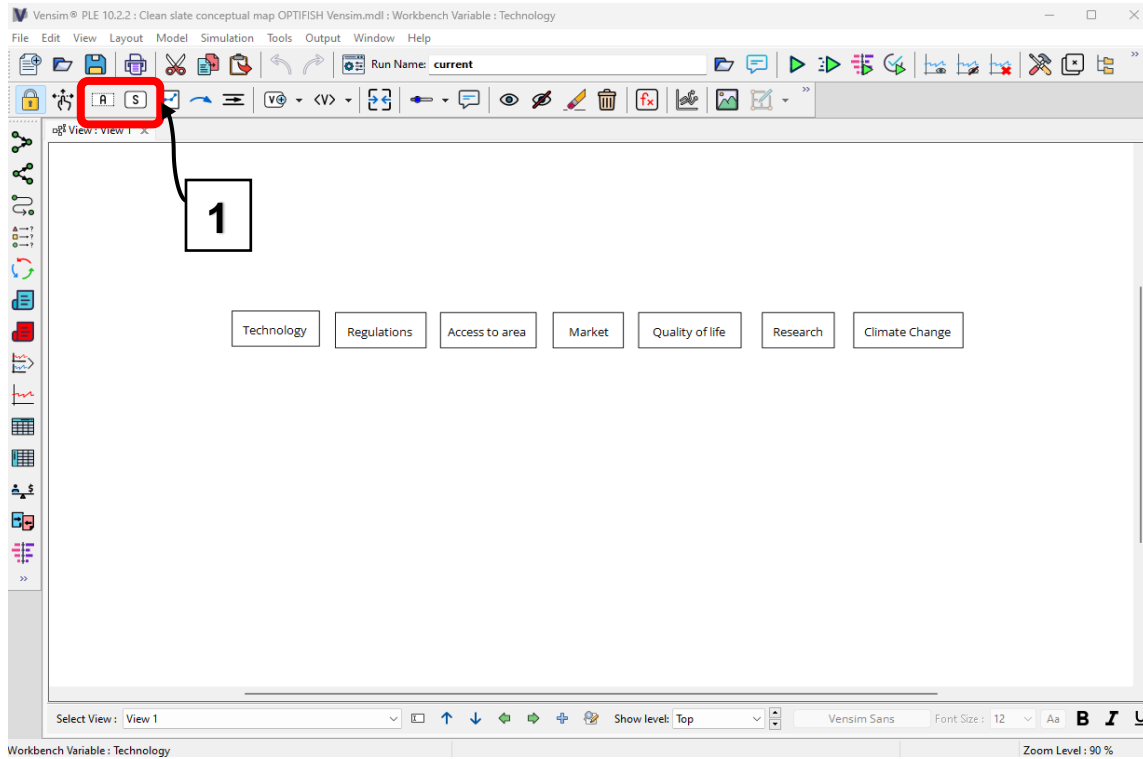 Vensim® PLE 10.2.2 : Clean slate conceptual map OPTIFISH Vensim.mdl : Workbench Variable : Technology
File Edit View Layout Model Simulation Tools Output Window Help
Run Name: current
A S V <V> fx
View : View 1
1
Technology Regulations Access to area Market Quality of life Research Climate Change
Select View : View 1 Show level: Top Vensim Sans Font Size : 12 Aa B I U
Workbench Variable : Technology Zoom Level : 90 %